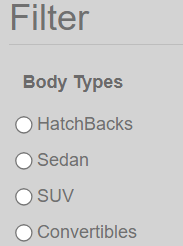 Filter
Body Types
HatchBacks
Sedan
SUV
Convertibles